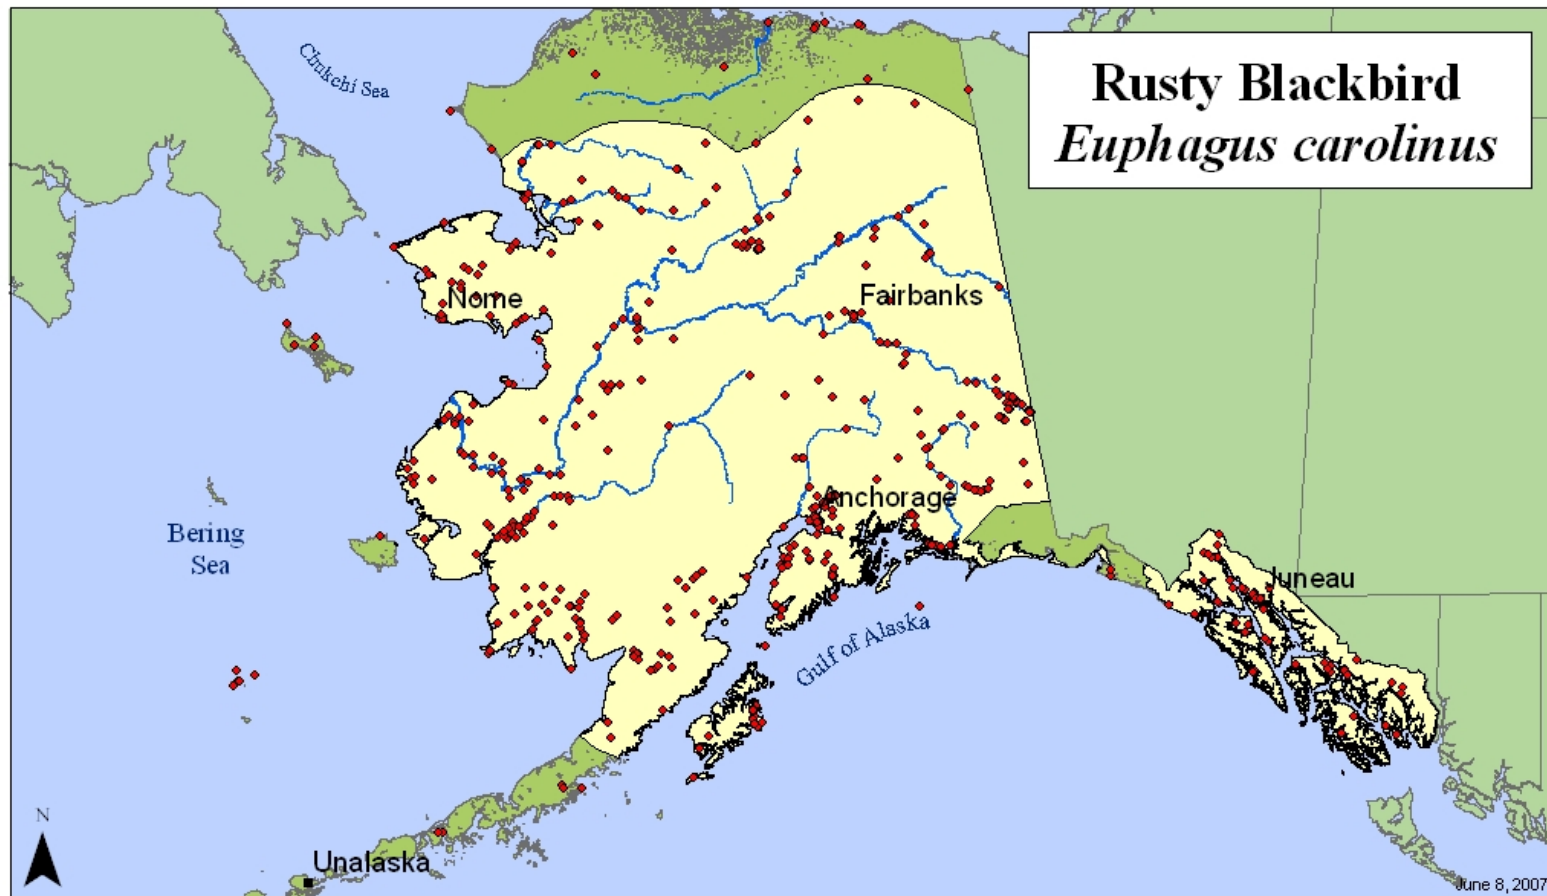 Chukchi Sea
Rusty Blackbird
Euphagus carolinus
Nome
Fairbanks
Anchorage
Bering
Sea
Juneau
Gulf of Alaska
N
Unalaska
June 8, 2007